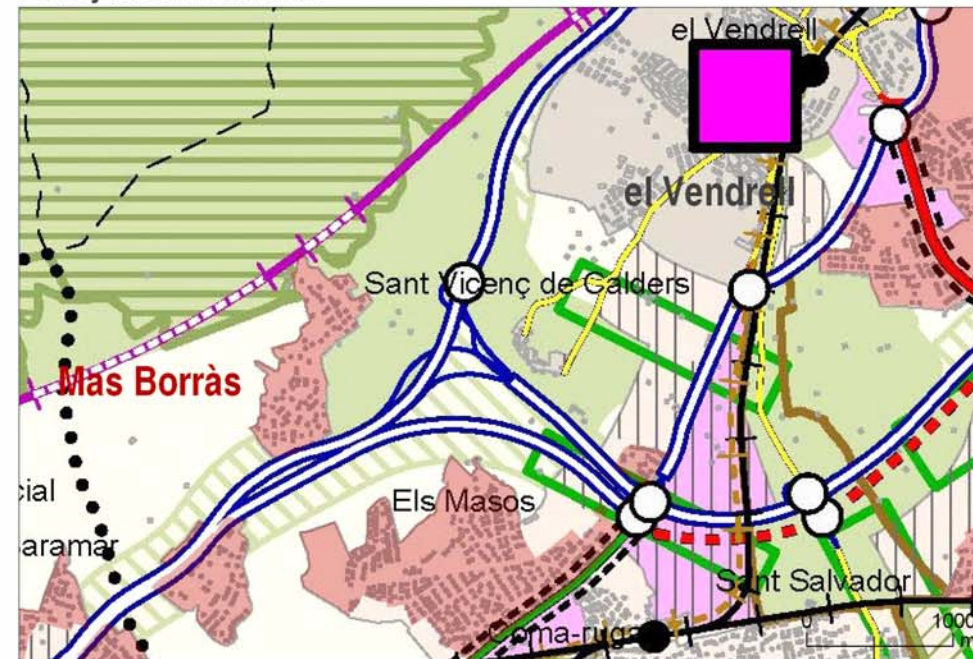 el Vendrell
el Vendrell
Sant Vicenç de Calders
Mas Borràs
cial
Els Masos
aramar
Sant Salvador
0 1000
m
Coma-ruga